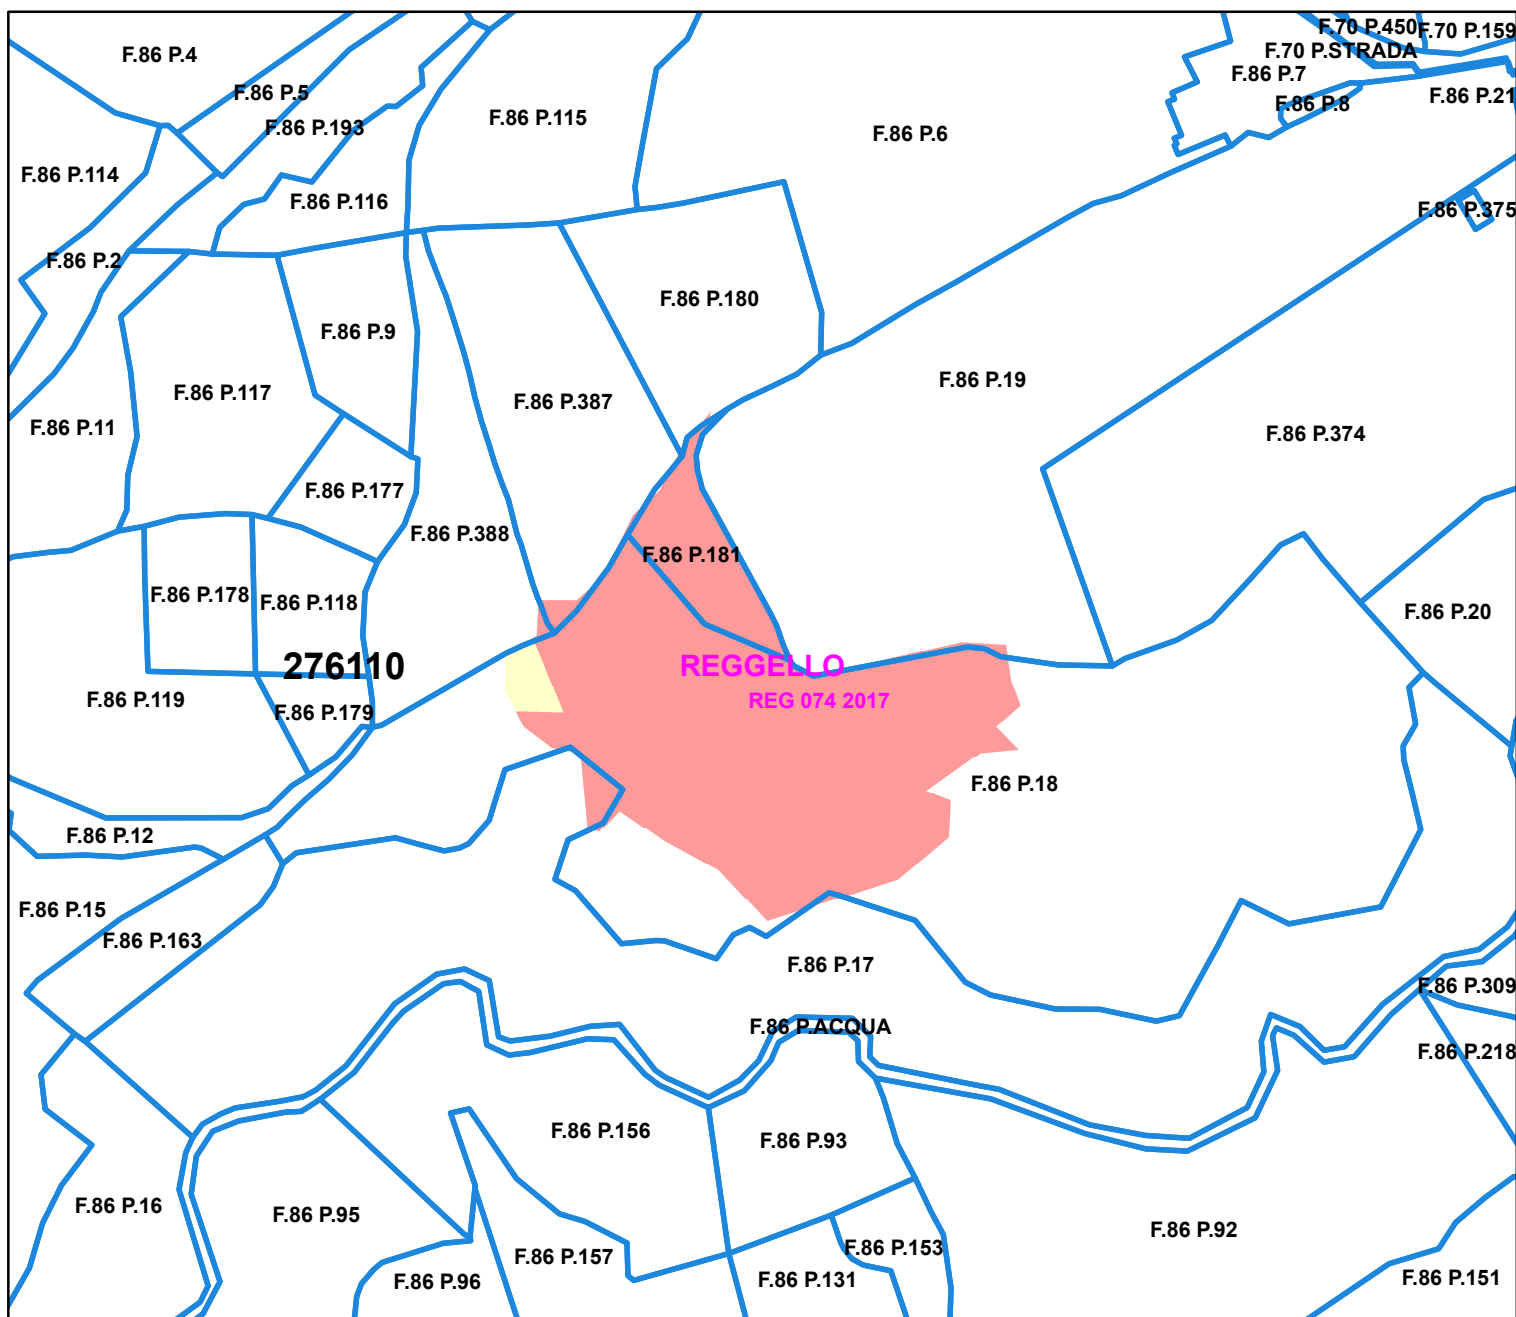 F.70 P.450
F.70 P.159
F.86 P.4
F.70 P.STRADA
F.86 P.7
F.86 P.5
F.86 P.21
F.86 P.8
F.86 P.115
F.86 P.193
F.86 P.6
F.86 P.114
F.86 P.116
F.86 P.375
F.86 P.2
F.86 P.180
F.86 P.9
F.86 P.19
F.86 P.117
F.86 P.387
F.86 P.11
F.86 P.374
F.86 P.177
F.86 P.388
F.86 P.181
F.86 P.178
F.86 P.118
F.86 P.20
276110
REGGELLO
F.86 P.119
REG 074 2017
F.86 P.179
F.86 P.18
F.86 P.12
F.86 P.15
F.86 P.163
F.86 P.17
F.86 P.309
F.86 P.ACQUA
F.86 P.218
F.86 P.156
F.86 P.93
F.86 P.16
F.86 P.95
F.86 P.92
F.86 P.153
F.86 P.157
F.86 P.96
F.86 P.131
F.86 P.151